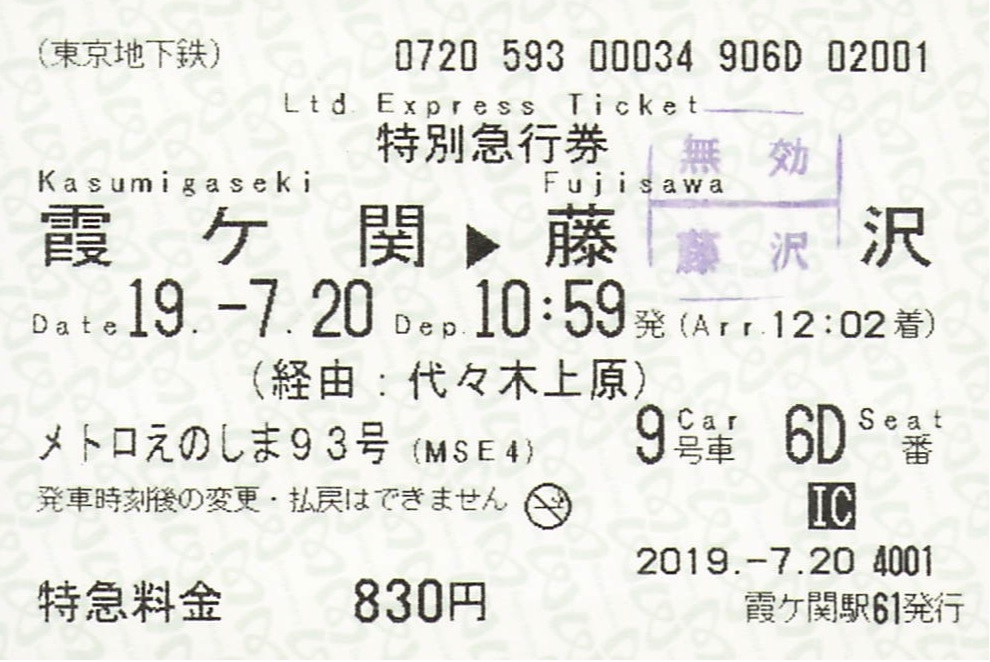 (東京地下鉄) 0720 593 00034 906D 02001
Ltd. Express Ticket
特別急行券
無効
Kasumigaseki Fujisawa
霞ケ関▶藤沢
藤沢
Date 19.-7.20 Dep. 10:59発 (Arr. 12:02着)
(経由:代々木上原)
メトロえのしま93号 (MSE4) 9 Car 号車 6D Seat 番
発車時刻後の変更・払戻はできません
IC
2019.-7.20 4001
特急料金 830円 霞ケ関駅61発行